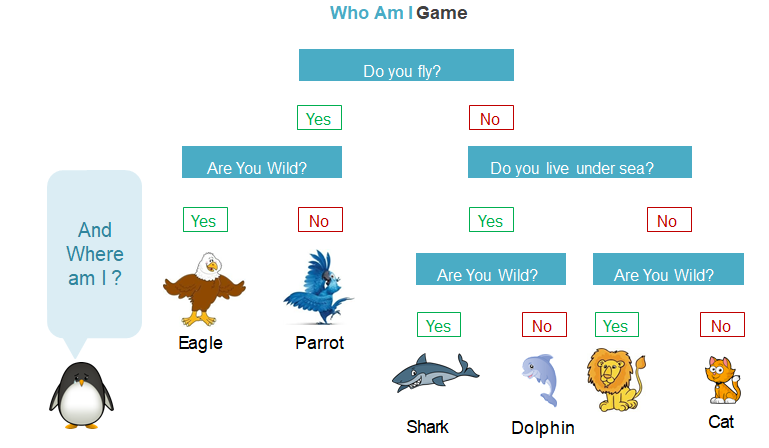 Who Am I Game
Do you fly?
Yes
No
Are You Wild?
Do you live under sea?
Yes
No
Yes
No
And
Where
am I ?
Are You Wild?
Are You Wild?
Yes
No
Yes
No
Eagle
Parrot
Shark
Dolphin
Cat